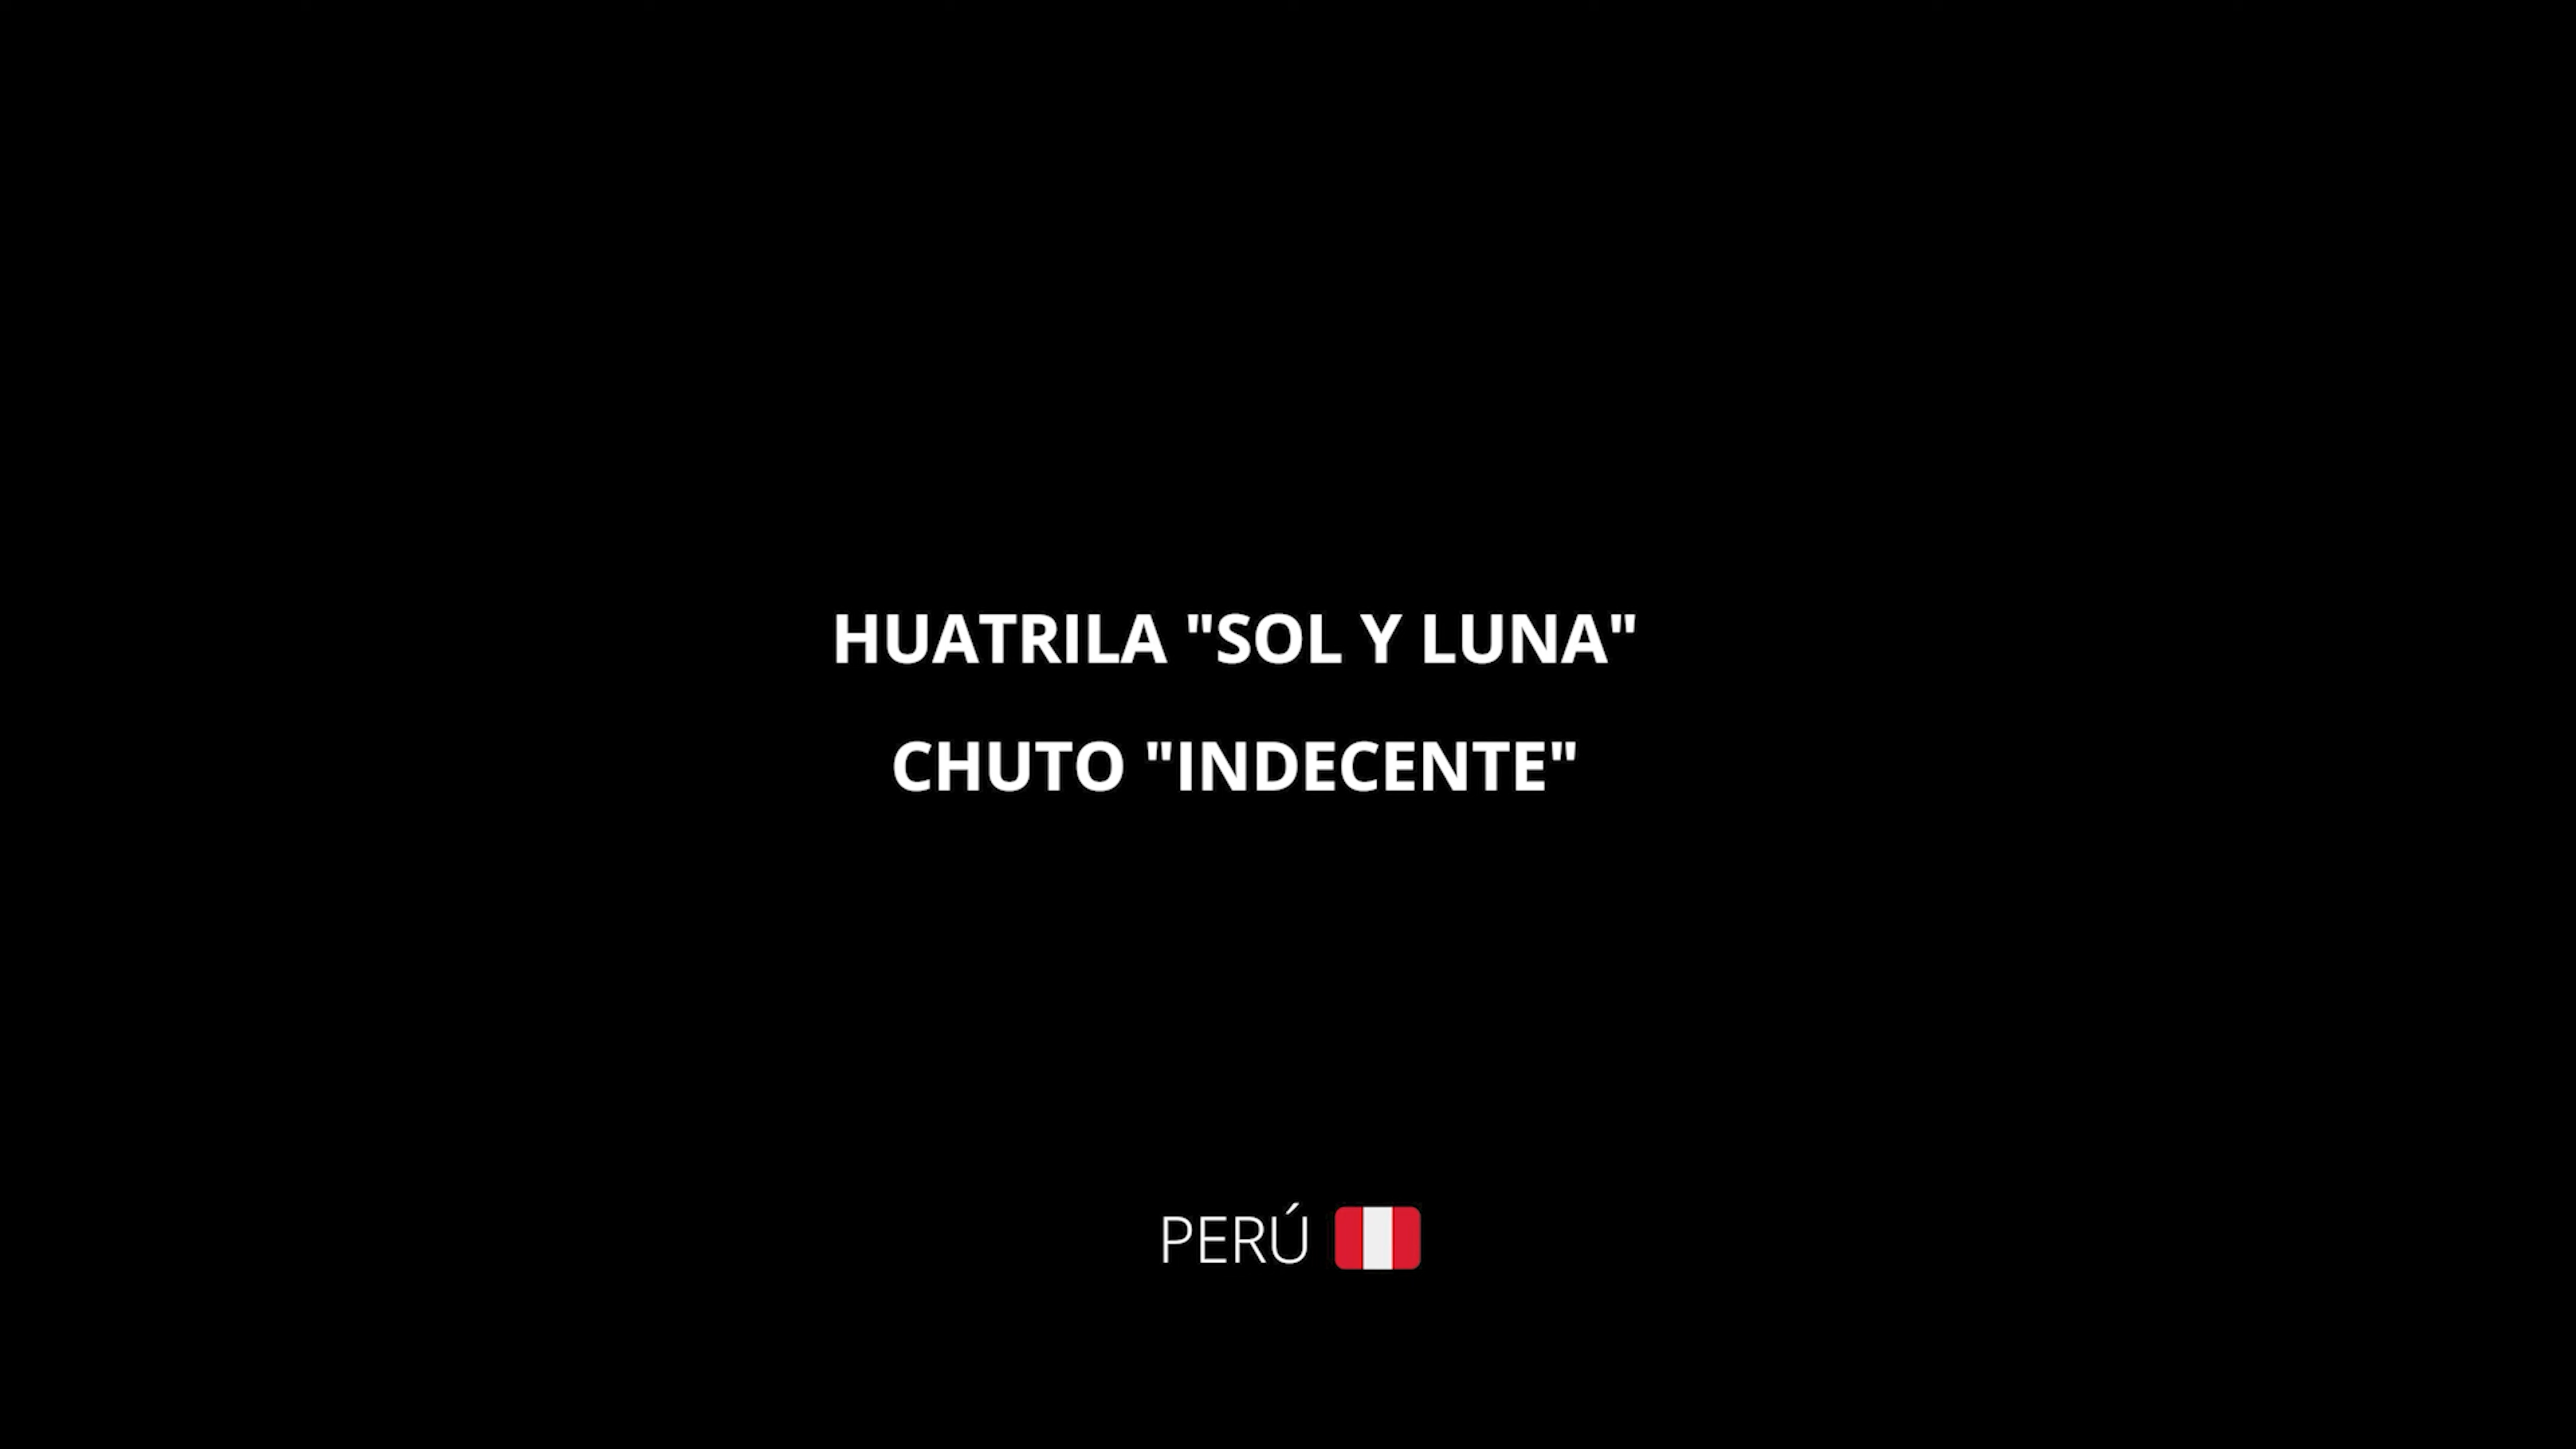 HUATRILA "SOL Y LUNA"
CHUTO "INDECENTE"
PERÚ